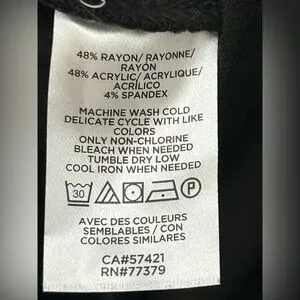 48% RAYON/ RAYONNE/
RAYÓN
48% ACRYLIC/ ACRYLIQUE/
ACRÍLICO
4% SPANDEX
MACHINE WASH COLD
DELICATE CYCLE WITH LIKE
COLORS
ONLY NON-CHLORINE
BLEACH WHEN NEEDED
TUMBLE DRY LOW
COOL IRON WHEN NEEDED
30 P
AVEC DES COULEURS
SEMBLABLES / CON
COLORES SIMILARES
CA#57421
RN#77379